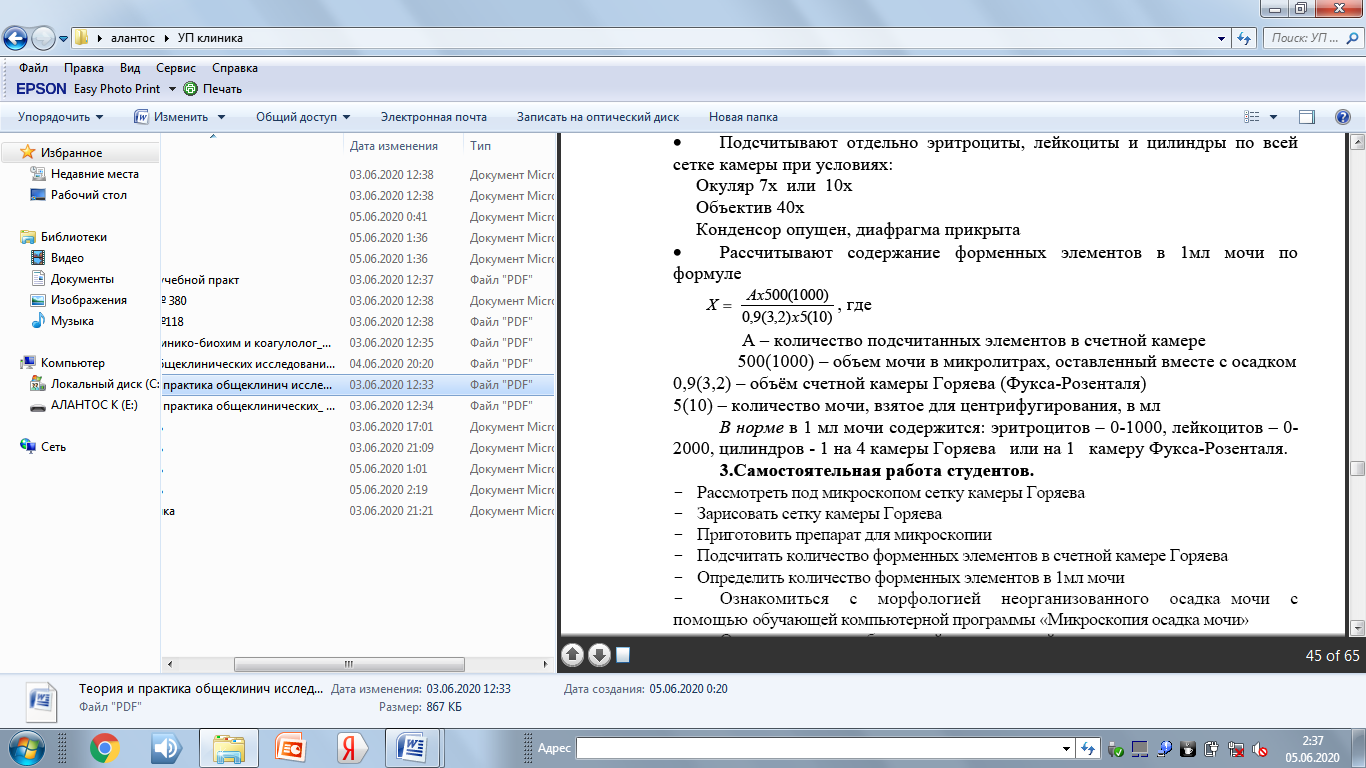 алантос ▸ УП клиника
Поиск: УП ...
Файл Правка Вид Сервис Справка
EPSON Easy Photo Print Печать
Упорядочить Изменить Общий доступ Электронная почта Записать на оптический диск Новая папка
Избранное
Недавние места
Рабочий стол
Библиотеки
Видео
Документы
Изображения
Музыка
Компьютер
Локальный диск (C:
АЛАНТОС K (E:)
Сеть
Дата изменения Тип
03.06.2020 12:38 Документ Micro
03.06.2020 12:38 Документ Micro
05.06.2020 0:41 Документ Micro
05.06.2020 1:36 Документ Micro
05.06.2020 1:36 Документ Micro
учебной практ 03.06.2020 12:37 Файл "PDF"
№ 380 03.06.2020 12:38 Файл "PDF"
№118 03.06.2020 12:38 Файл "PDF"
инико-биохим и коагулолог_... 03.06.2020 12:35 Файл "PDF"
бщеклинических исследовани... 04.06.2020 20:20 Файл "PDF"
практика общеклинич иссле... 03.06.2020 12:33 Файл "PDF"
практика общеклинических_ ... 03.06.2020 12:34 Файл "PDF"
03.06.2020 17:01 Документ Micro
03.06.2020 21:09 Документ Micro
05.06.2020 1:01 Документ Micro
05.06.2020 2:19 Документ Micro
ка 03.06.2020 21:21 Документ Micro
• Подсчитывают отдельно эритроциты, лейкоциты и цилиндры по всей
сетке камеры при условиях:
Окуляр 7х или 10х
Объектив 40х
Конденсор опущен, диафрагма прикрыта
• Рассчитывают содержание форменных элементов в 1мл мочи по
формуле
X = Ax500(1000) / 0,9(3,2)x5(10) , где
А – количество подсчитанных элементов в счетной камере
500(1000) – объем мочи в микролитрах, оставленный вместе с осадком
0,9(3,2) – объём счетной камеры Горяева (Фукса-Розенталя)
5(10) – количество мочи, взятое для центрифугирования, в мл
В норме в 1 мл мочи содержится: эритроцитов – 0-1000, лейкоцитов – 0-
2000, цилиндров - 1 на 4 камеры Горяева или на 1 камеру Фукса-Розенталя.
3.Самостоятельная работа студентов.
− Рассмотреть под микроскопом сетку камеры Горяева
− Зарисовать сетку камеры Горяева
− Приготовить препарат для микроскопии
− Подсчитать количество форменных элементов в счетной камере Горяева
− Определить количество форменных элементов в 1мл мочи
− Ознакомиться с морфологией неорганизованного осадка мочи с
помощью обучающей компьютерной программы «Микроскопия осадка мочи»
45 of 65
Теория и практика общеклинич исслед... Дата изменения: 03.06.2020 12:33 Дата создания: 05.06.2020 0:20
Файл "PDF" Размер: 867 КБ
Адрес
2:37
05.06.2020